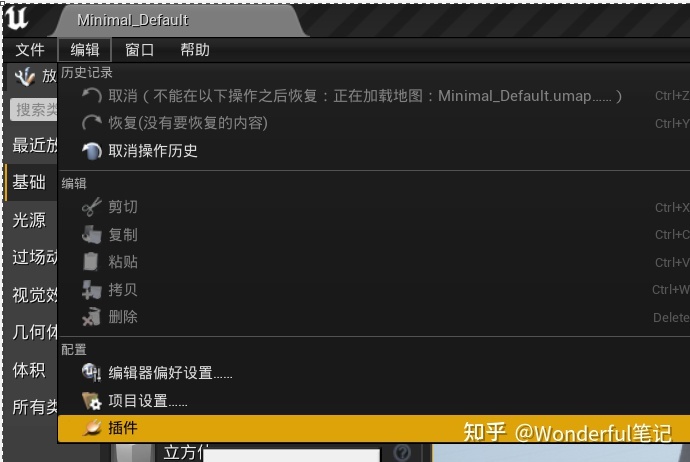 Minimal_Default
文件 编辑 窗口 帮助
历史记录
放
取消（不能在以下操作之后恢复：正在加载地图：Minimal_Default.umap......） Ctrl+Z
搜索类
恢复(没有要恢复的内容) Ctrl+Y
最近放
取消操作历史
基础
编辑
剪切 Ctrl+X
光源
复制 Ctrl+C
过场动
粘贴 Ctrl+V
视觉效
拷贝 Ctrl+W
删除 Delete
几何体
配置
体积
编辑器偏好设置......
所有类
项目设置......
插件
知乎 @Wonderful笔记
立方体